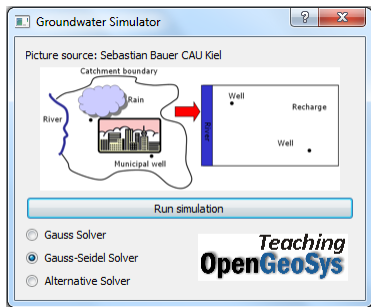 Groundwater Simulator
Picture source: Sebastian Bauer CAU Kiel
Catchment boundary
Rain
River
Municipal well
River
Well
Recharge
Well
Run simulation
Gauss Solver
Gauss-Seidel Solver
Alternative Solver
Teaching
OpenGeoSys